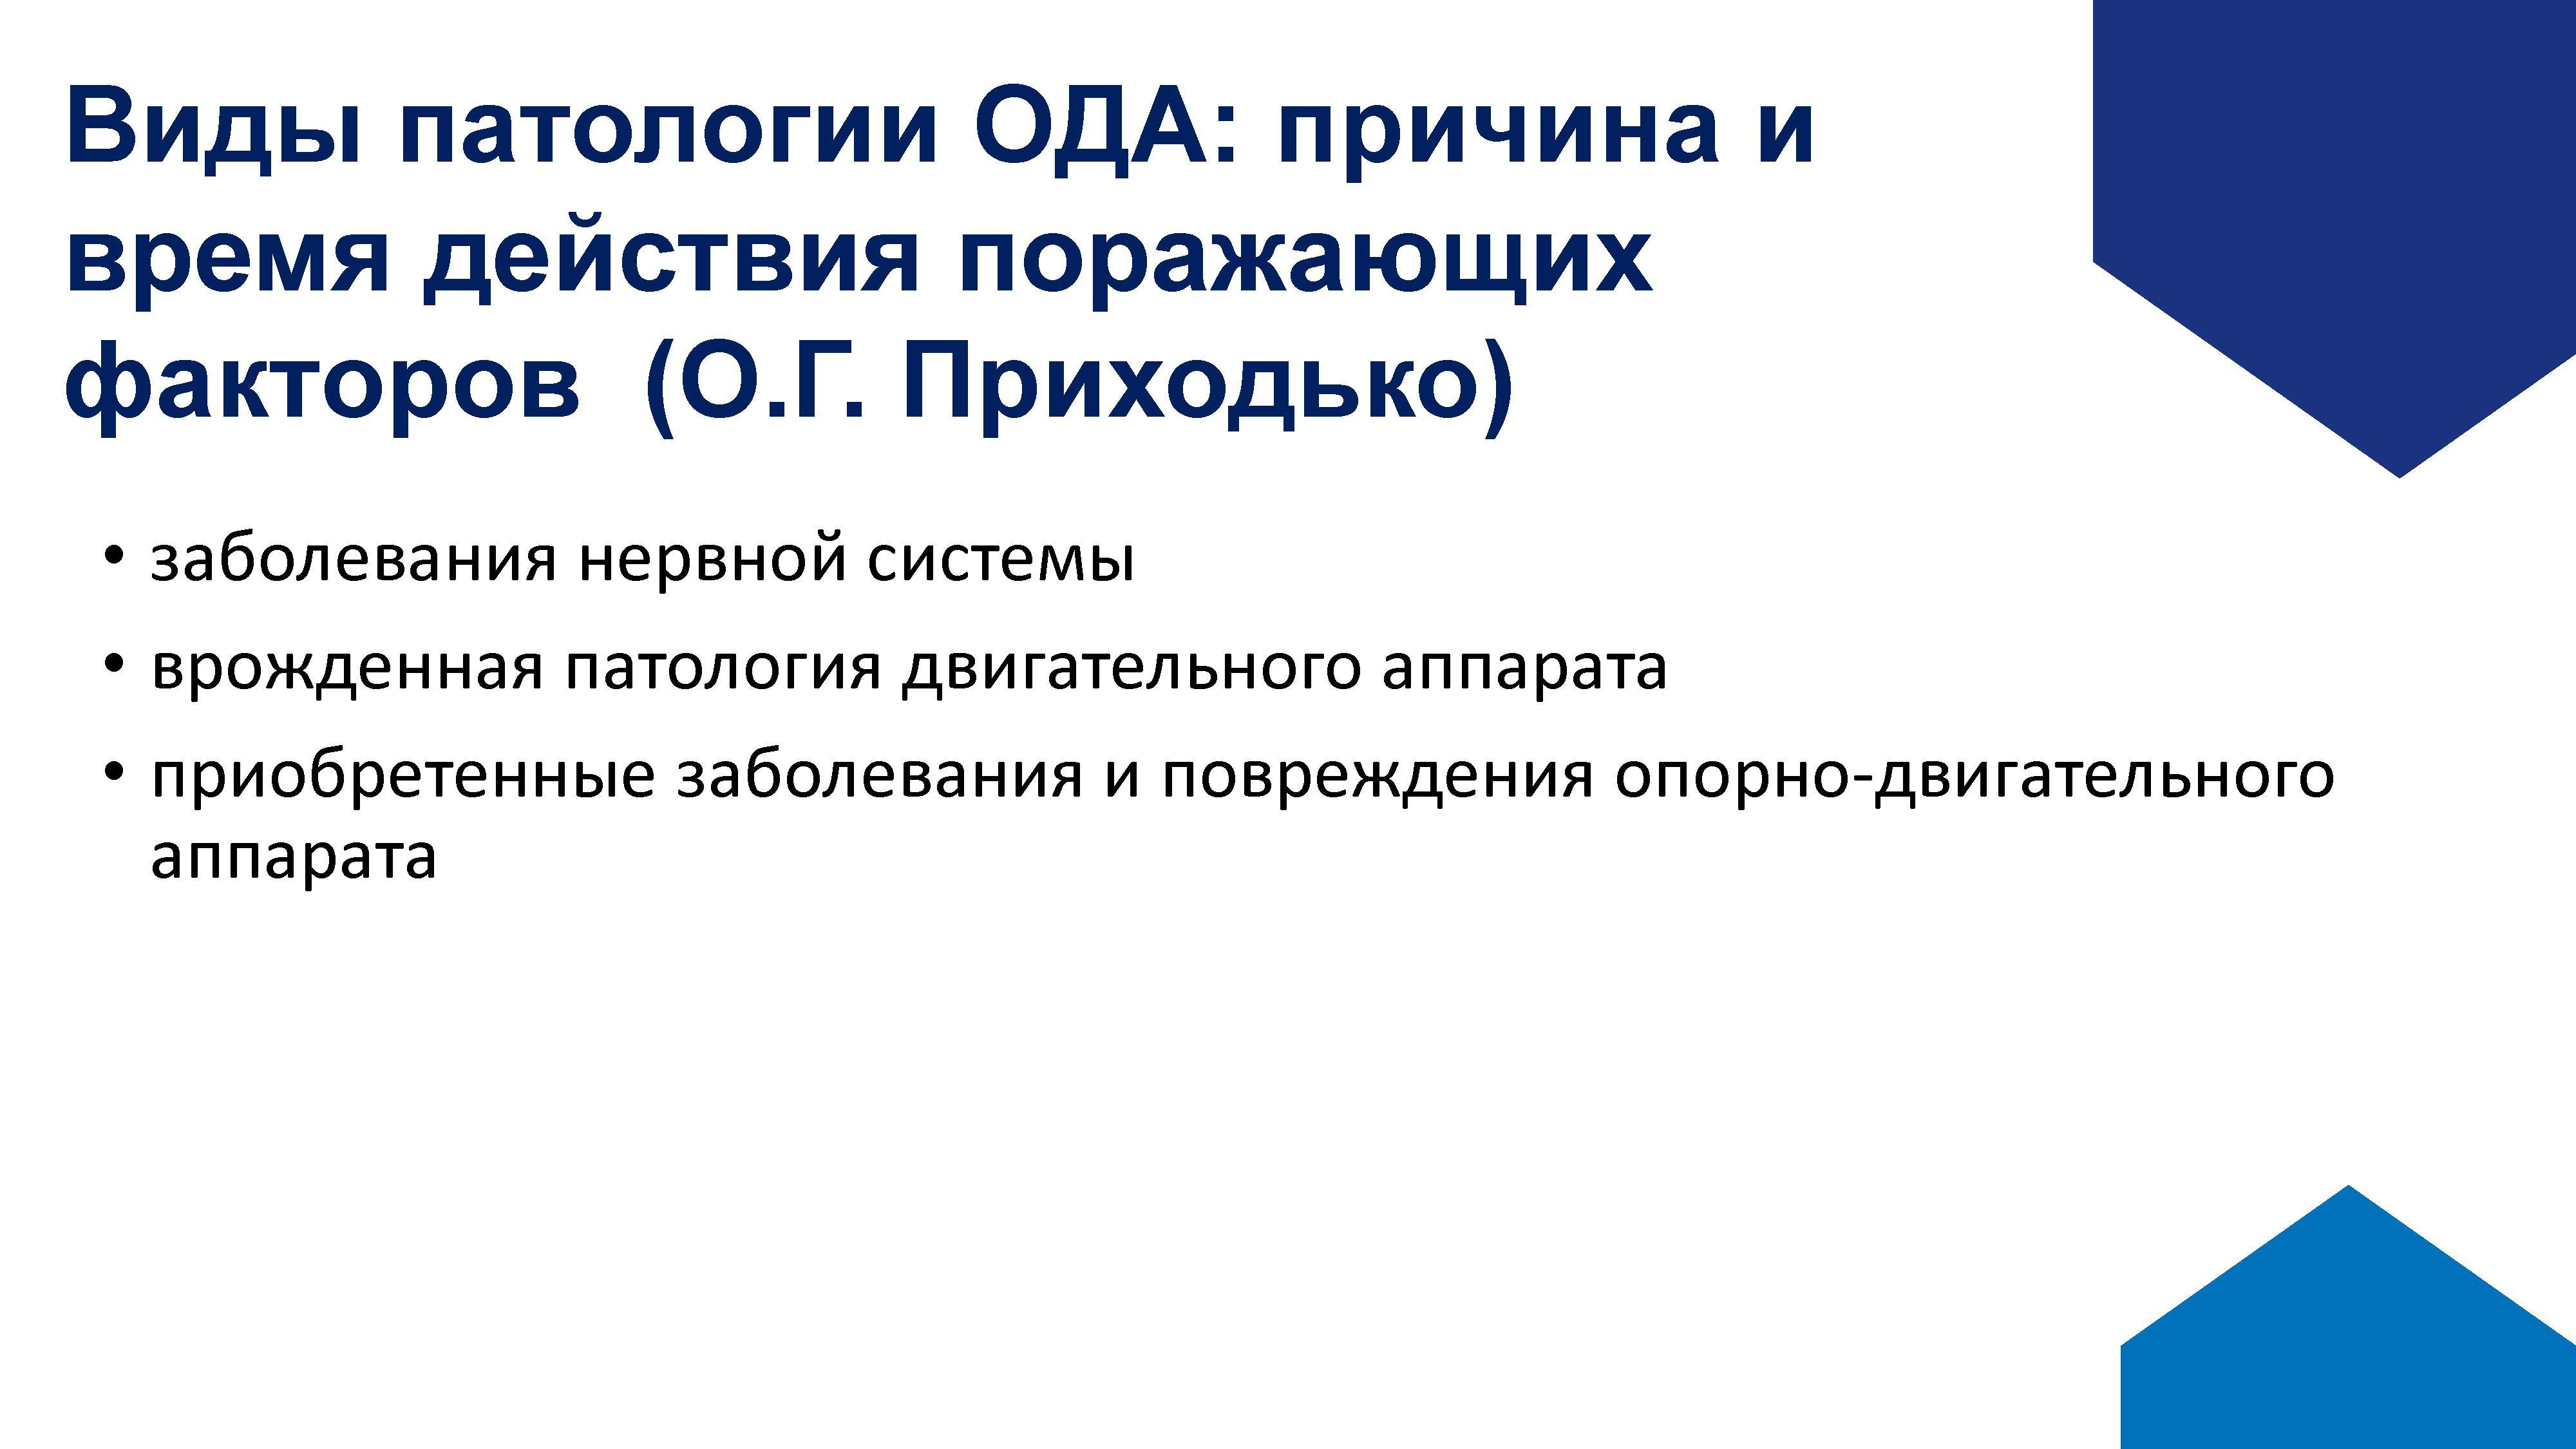 Виды патологии ОДА: причина и
время действия поражающих
факторов  (О.Г. Приходько)
• заболевания нервной системы
• врожденная патология двигательного аппарата
• приобретенные заболевания и повреждения опорно-двигательного
аппарата